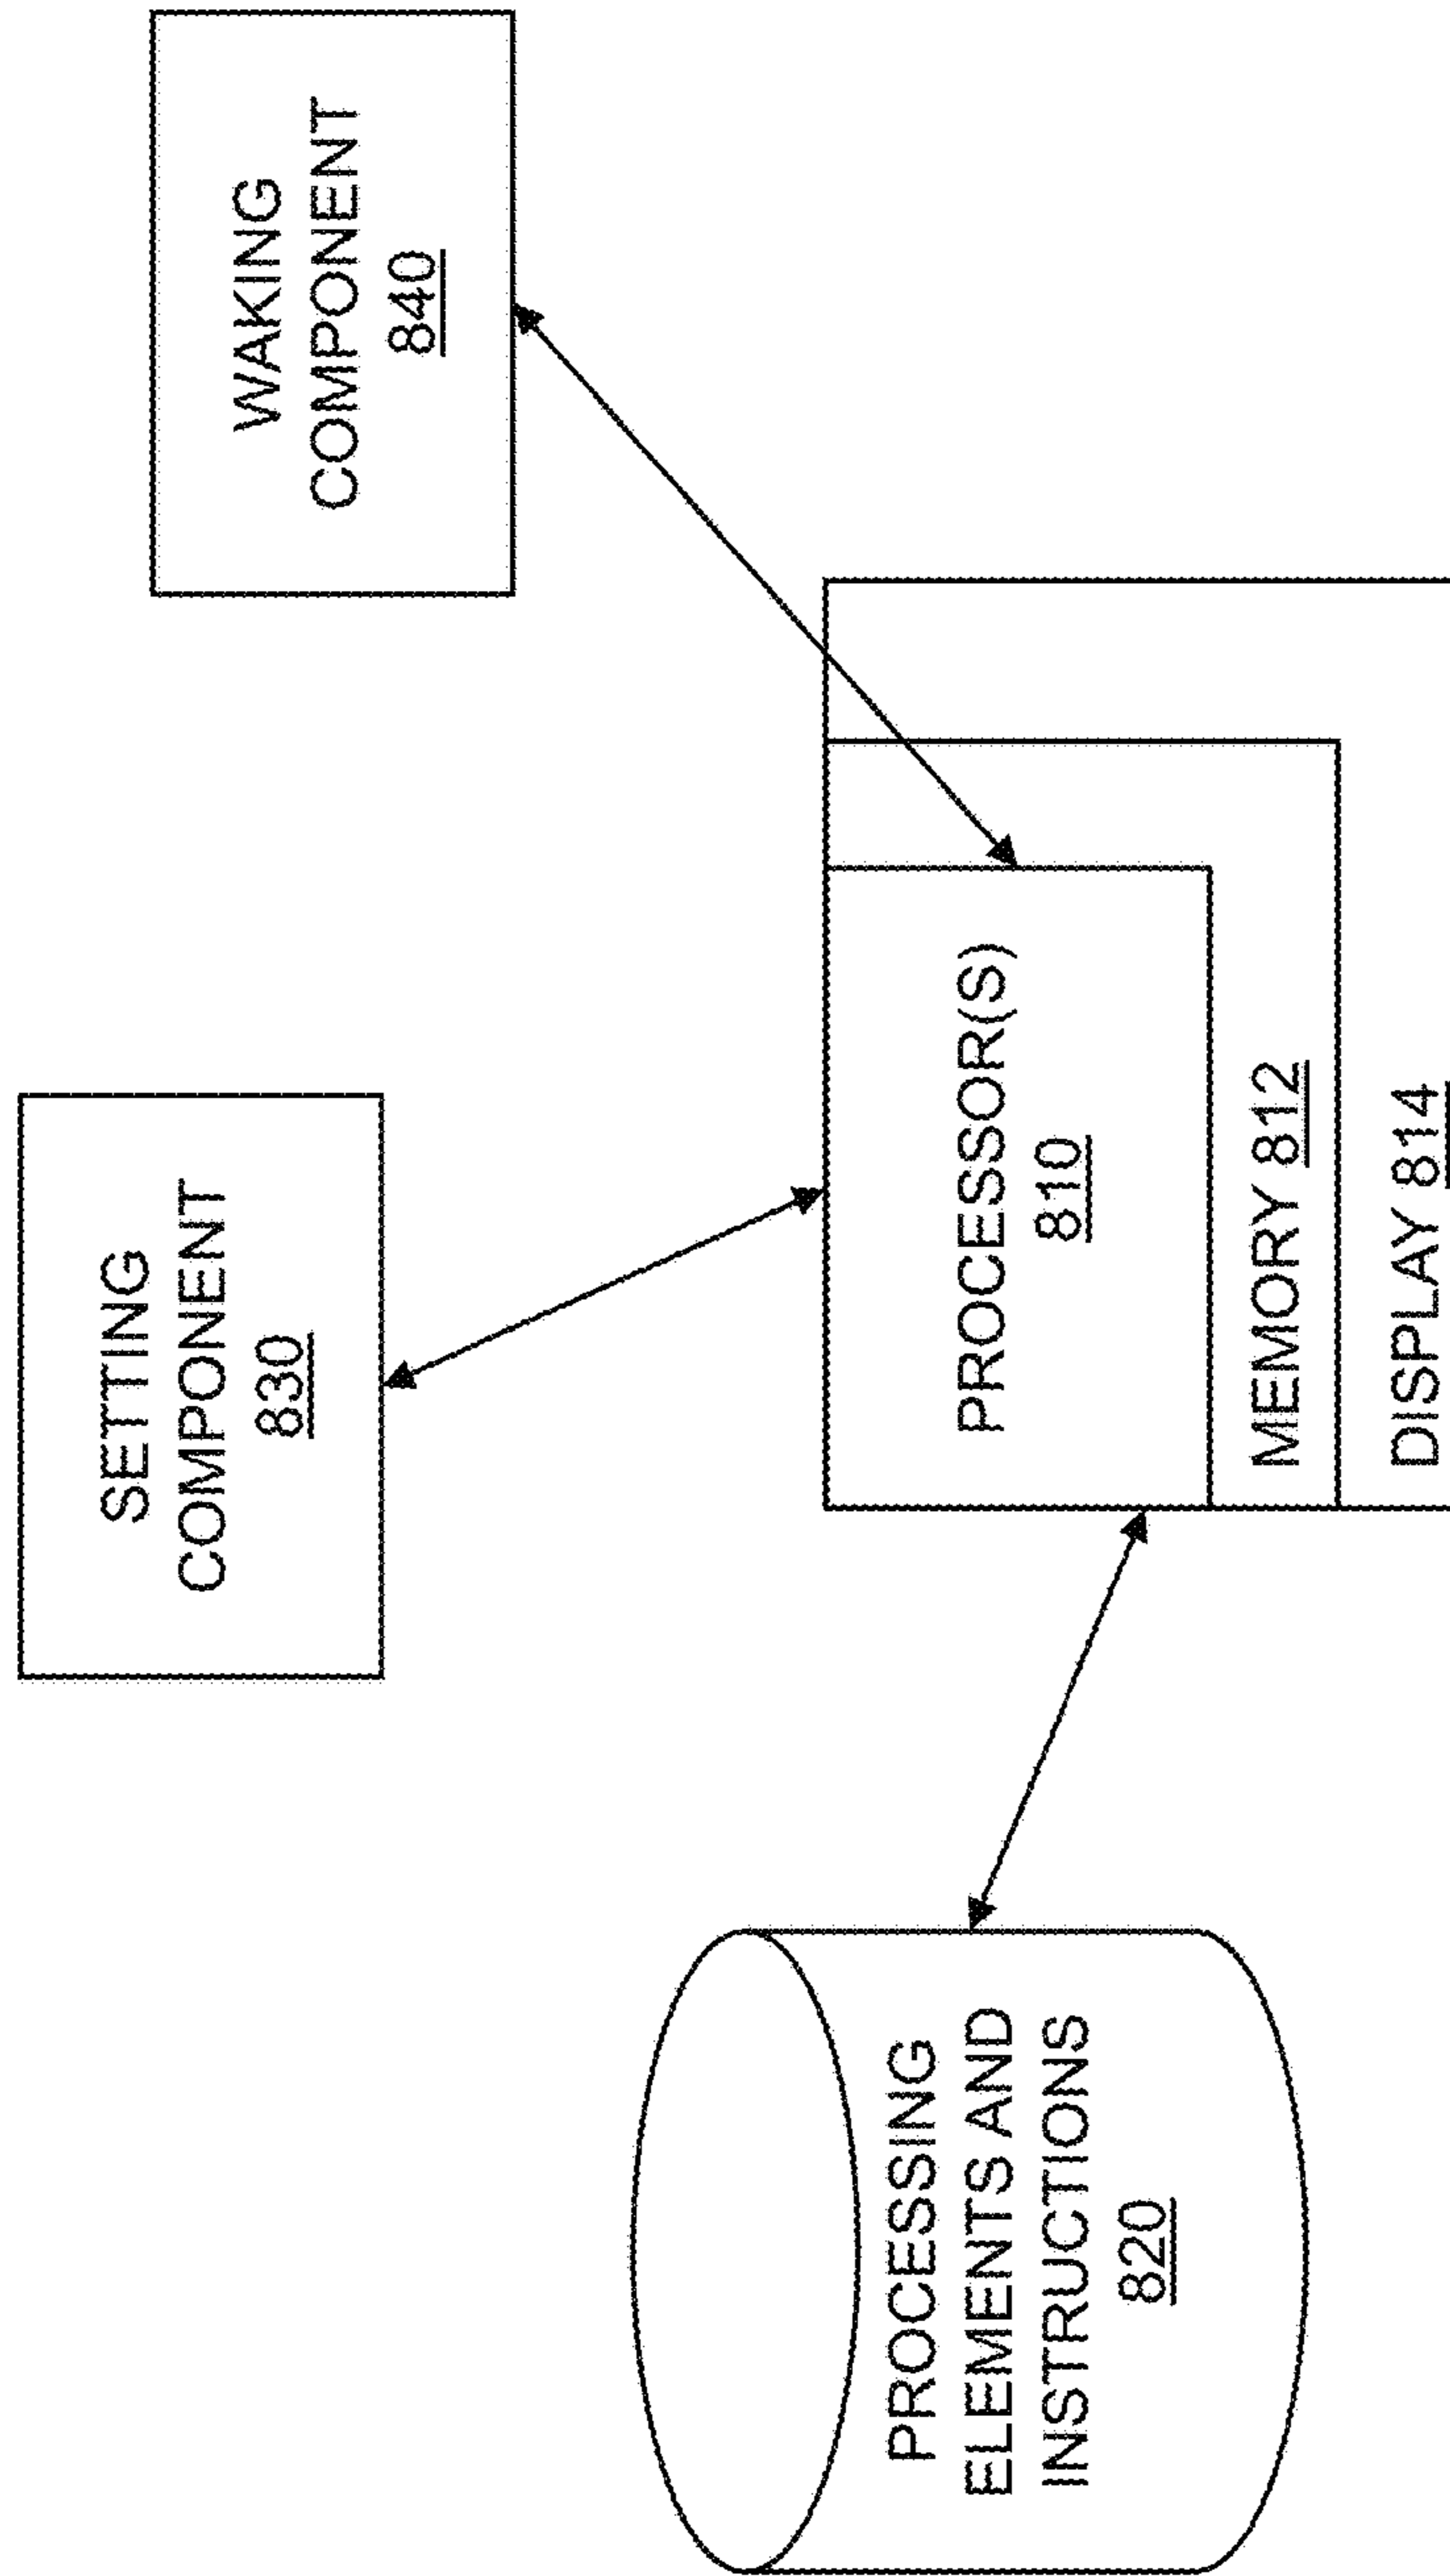 SETTING
COMPONENT
830
WAKING
COMPONENT
840
PROCESSING
ELEMENTS AND
INSTRUCTIONS
820
PROCESSOR(S)
810
MEMORY 812
DISPLAY 814